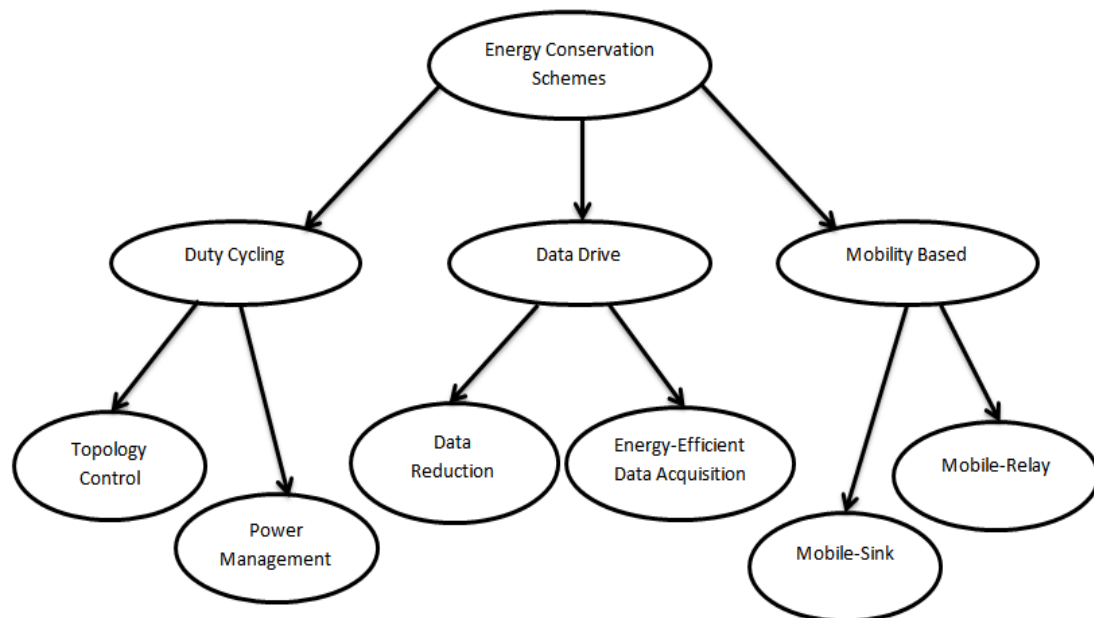 Energy Conservation
Schemes
Duty Cycling
Data Drive
Mobility Based
Topology
Control
Data
Reduction
Energy-Efficient
Data Acquisition
Mobile-Relay
Power
Management
Mobile-Sink